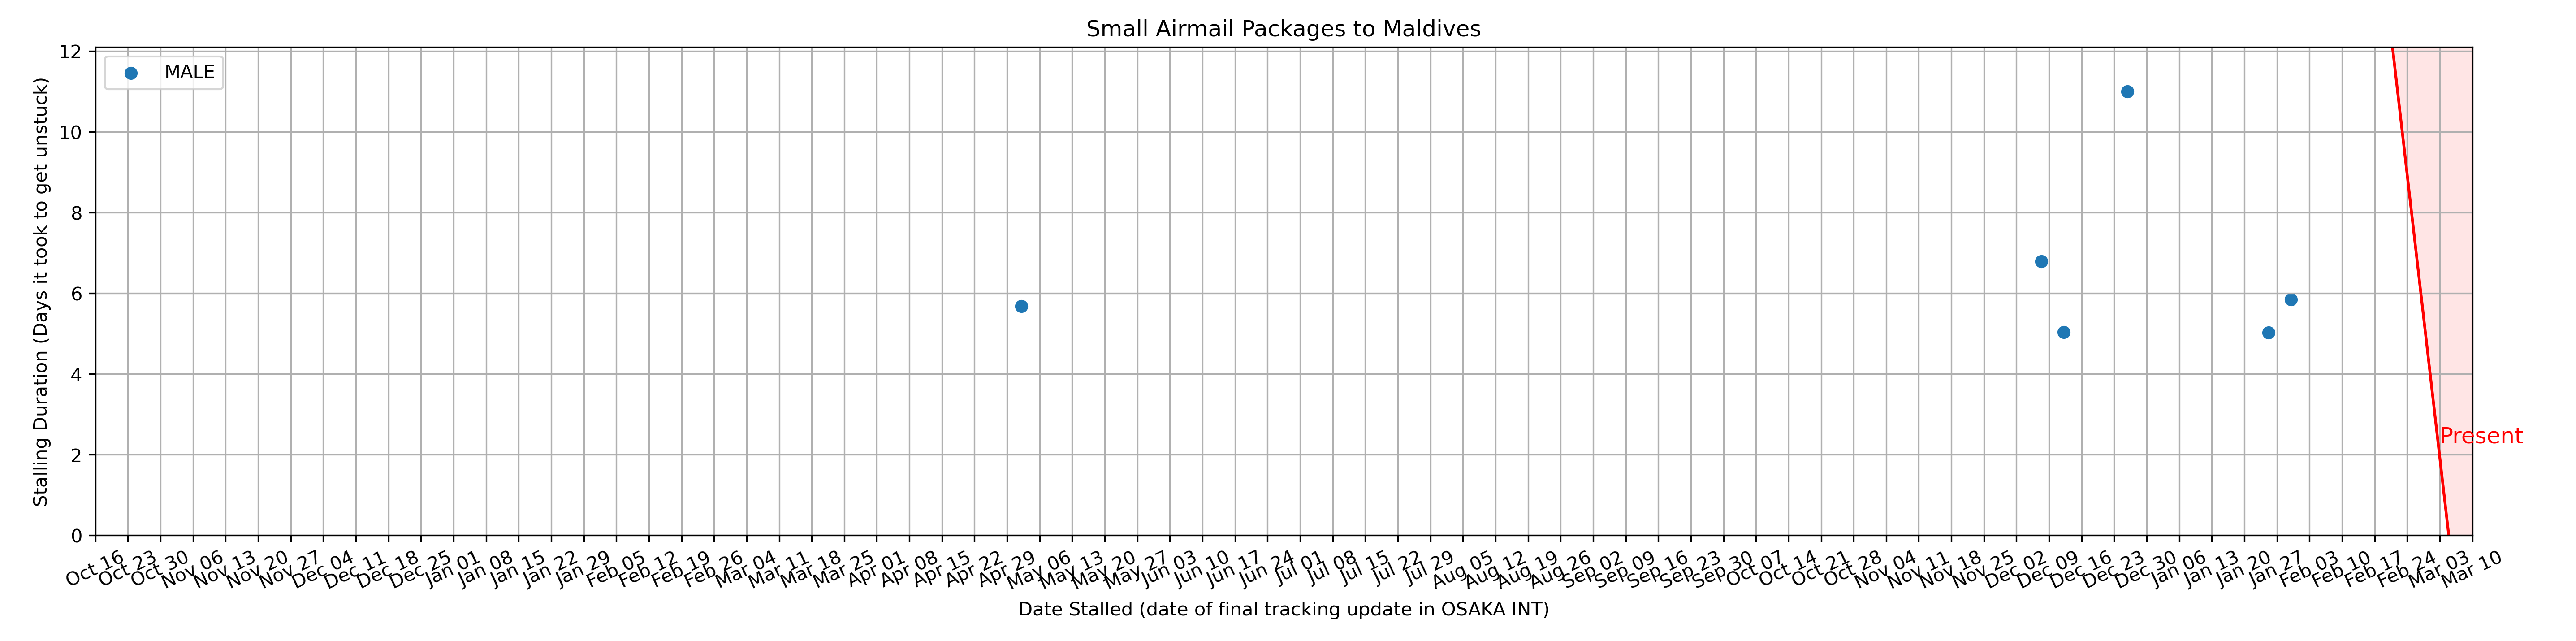 Small Airmail Packages to Maldives
MALE
Stalling Duration (Days it took to get unstuck)
12
10
8
6
4
2
0
Present
Oct 16 Oct 23 Oct 30 Nov 06 Nov 13 Nov 20 Nov 27 Dec 04 Dec 11 Dec 18 Dec 25 Jan 01 Jan 08 Jan 15 Jan 22 Jan 29 Feb 05 Feb 12 Feb 19 Feb 26 Mar 04 Mar 11 Mar 18 Mar 25 Apr 01 Apr 08 Apr 15 Apr 22 Apr 29 May 06 May 13 May 20 May 27 Jun 03 Jun 10 Jun 17 Jun 24 Jul 01 Jul 08 Jul 15 Jul 22 Jul 29 Aug 05 Aug 12 Aug 19 Aug 26 Sep 02 Sep 09 Sep 16 Sep 23 Sep 30 Oct 07 Oct 14 Oct 21 Oct 28 Nov 04 Nov 11 Nov 18 Nov 25 Dec 02 Dec 09 Dec 16 Dec 23 Dec 30 Jan 06 Jan 13 Jan 20 Jan 27 Feb 03 Feb 10 Feb 17 Feb 24 Mar 03 Mar 10
Date Stalled (date of final tracking update in OSAKA INT)